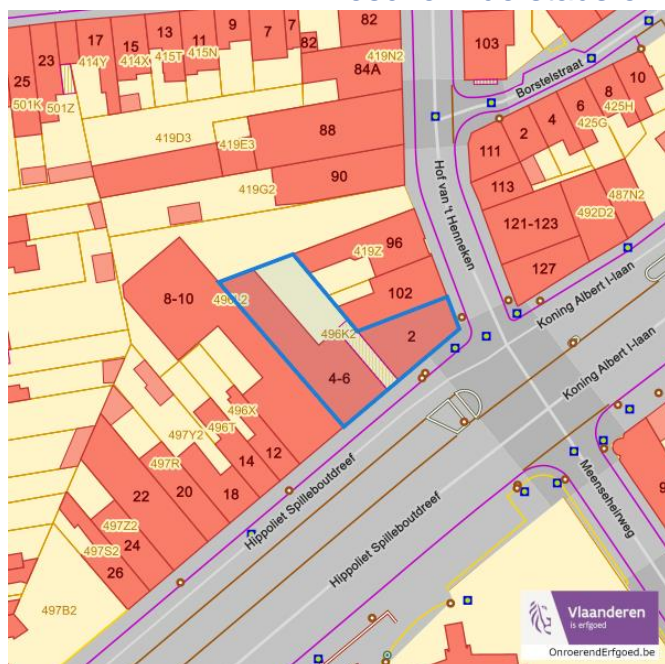 82
103
9
7
7
17
13
11
15
82
23
415N
414Y
415T
414X
419N2
84A
Borstelstraat
10
25
8
6
425H
501K
501Z
4
425G
88
419D3
2
419E3
111
90
Hof van 't Henneken
113
419G2
487N2
121-123
492D2
96
419Z
127
8-10
102
Koning Albert I-laan
496K2
2
Koning Albert I-laan
4-6
496X
496T
497Y2
12
497R
14
Meenseheirweg
22
20
18
9
Hippoliet Spilleboutdreef
Hippoliet Spilleboutdreef
497Z2
24
497S2
26
497B2
Vlaanderen
is erfgoed
OnroerendErfgoed.be